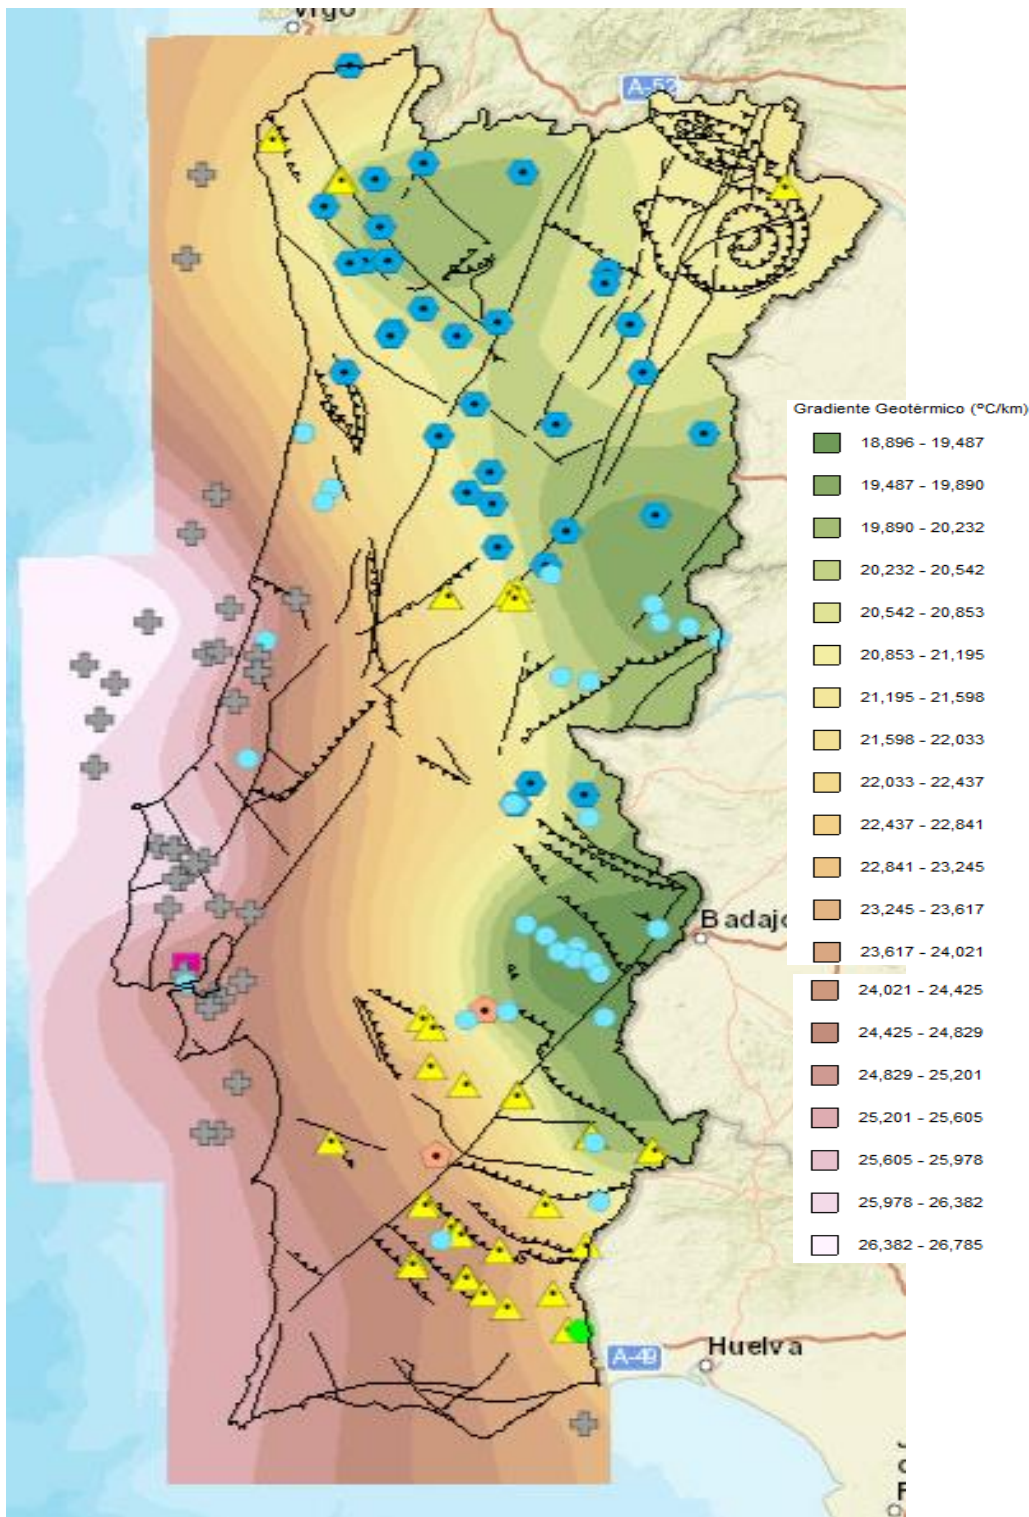 Vigo
A-52
Gradiente Geotérmico (ºC/km)
18,896 - 19,487
19,487 - 19,890
19,890 - 20,232
20,232 - 20,542
20,542 - 20,853
20,853 - 21,195
21,195 - 21,598
21,598 - 22,033
22,033 - 22,437
22,437 - 22,841
22,841 - 23,245
23,245 - 23,617
23,617 - 24,021
24,021 - 24,425
24,425 - 24,829
24,829 - 25,201
25,201 - 25,605
25,605 - 25,978
25,978 - 26,382
26,382 - 26,785
Badajo
Huelva
A-49